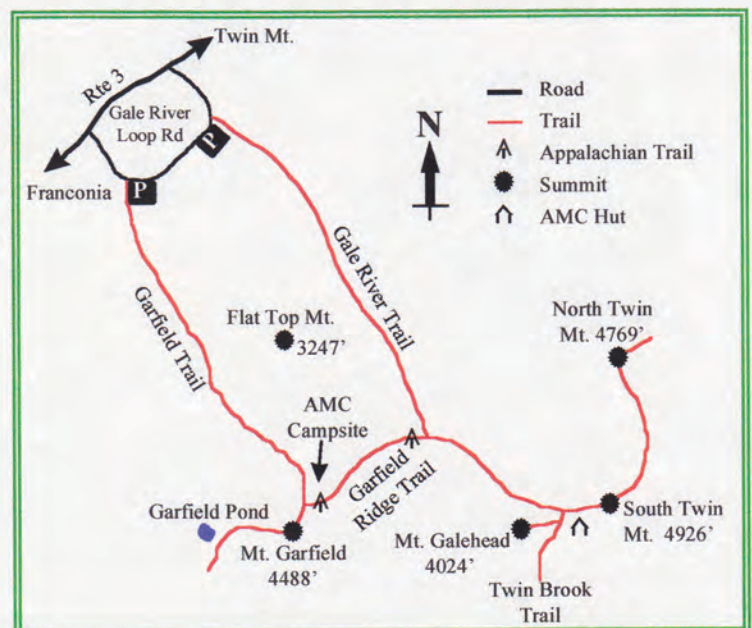 Twin Mt.
Rte 3
Gale River
Loop Rd
P
P
Franconia
Road
Trail
Appalachian Trail
Summit
AMC Hut
N
Gale River Trail
Garfield Trail
Flat Top Mt.
3247’
North Twin
Mt. 4769’
AMC
Campsite
Garfield
Ridge Trail
Garfield Pond
Mt. Garfield
4488’
Mt. Galehead
4024’
South Twin
Mt. 4926’
Twin Brook
Trail